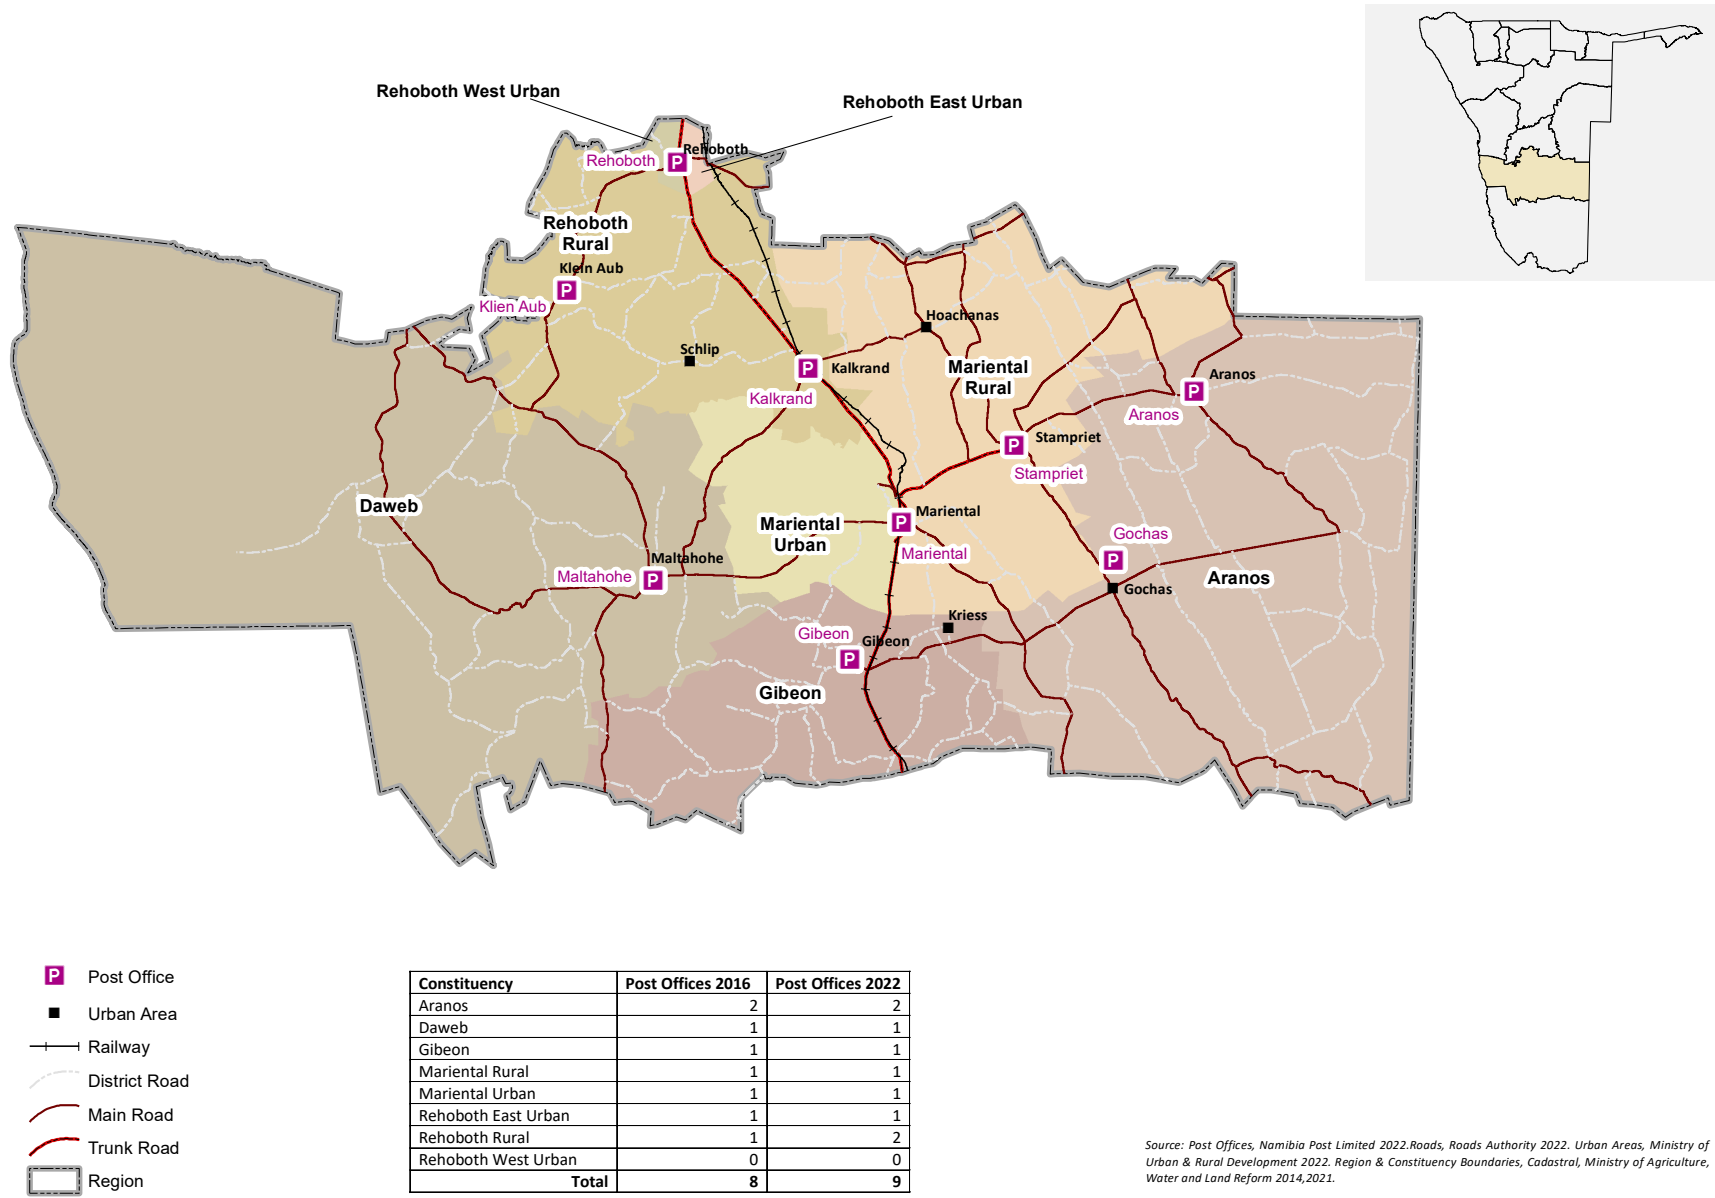 Rehoboth West Urban
Rehoboth East Urban
Rehoboth
Rehoboth
Rehoboth
Rural
Klein Aub
Klien Aub
Schlip
Hoachanas
Kalkrand
Kalkrand
Mariental
Rural
Aranos
Aranos
Stampriet
Stampriet
Daweb
Mariental
Urban
Mariental
Mariental
Gochas
Gochas
Aranos
Maltahohe
Maltahohe
Kriess
Gibeon
Gibeon
Gibeon
P
P
P
P
P
P
P
P
P
P Post Office
Urban Area
Railway
District Road
Main Road
Trunk Road
Region
Constituency Post Offices 2016 Post Offices 2022
Aranos 2 2
Daweb 1 1
Gibeon 1 1
Mariental Rural 1 1
Mariental Urban 1 1
Rehoboth East Urban 1 1
Rehoboth Rural 1 2
Rehoboth West Urban 0 0
Total 8 9
Source: Post Offices, Namibia Post Limited 2022.Roads, Roads Authority 2022. Urban Areas, Ministry of
Urban & Rural Development 2022. Region & Constituency Boundaries, Cadastral, Ministry of Agriculture,
Water and Land Reform 2014,2021.